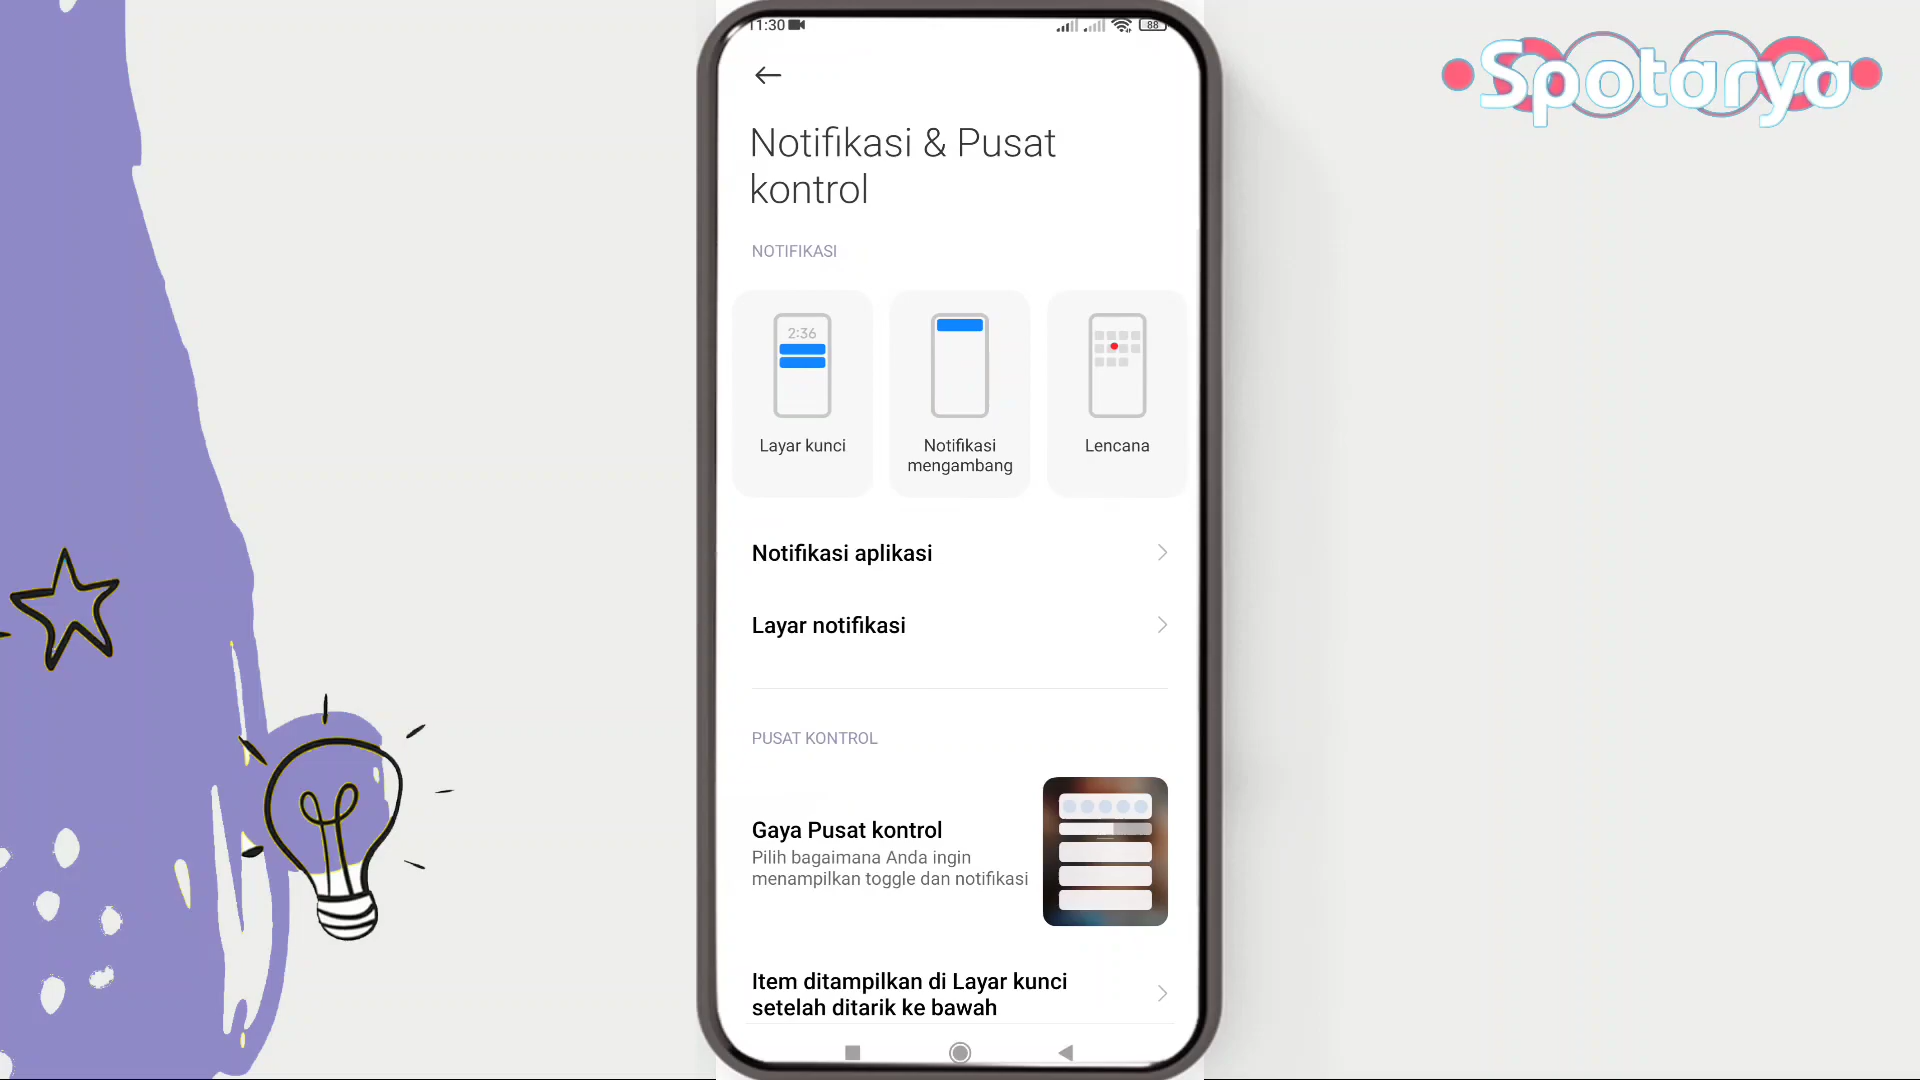 11:30
88
Spotarya
Notifikasi & Pusat
kontrol
NOTIFIKASI
2:36
Layar kunci
Notifikasi
mengambang
Lencana
Notifikasi aplikasi
Layar notifikasi
PUSAT KONTROL
Gaya Pusat kontrol
Pilih bagaimana Anda ingin
menampilkan toggle dan notifikasi
Item ditampilkan di Layar kunci
setelah ditarik ke bawah